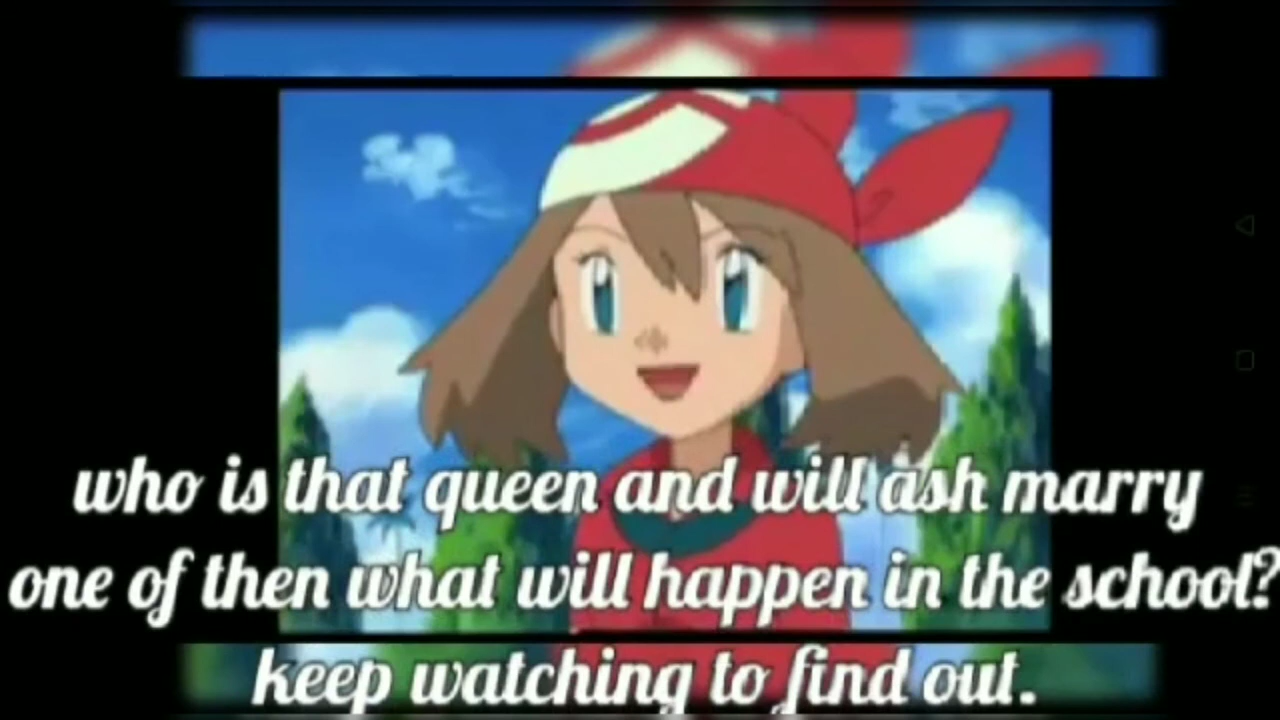 who is that queen and will ash marry
one of then what will happen in the school?
keep watching to find out.